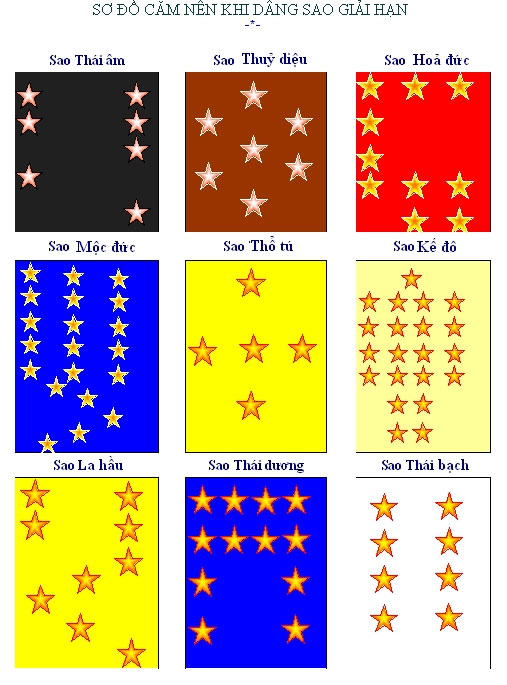 SƠ ĐỒ CẮM NẾN KHI DÂNG SAO GIẢI HẠN
-*-
Sao Thái âm
Sao Thuỷ diệu
Sao Hoả đức
Sao Mộc đức
Sao Thổ tú
Sao Kế đô
Sao La hầu
Sao Thái dương
Sao Thái bạch